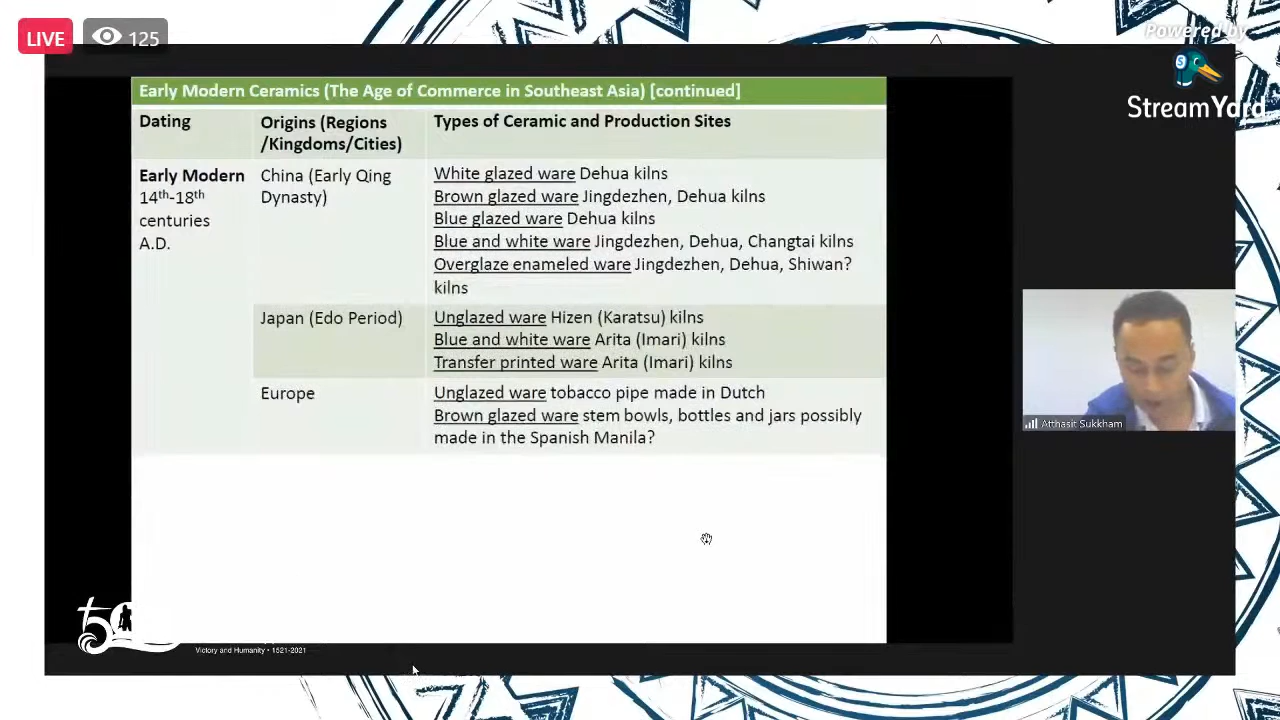 LIVE
125
Powered by
StreamYard
Early Modern Ceramics (The Age of Commerce in Southeast Asia) [continued]
Dating
Origins (Regions
/Kingdoms/Cities)
Types of Ceramic and Production Sites
Early Modern
14th-18th
centuries
A.D.
China (Early Qing
Dynasty)
White glazed ware Dehua kilns
Brown glazed ware Jingdezhen, Dehua kilns
Blue glazed ware Dehua kilns
Blue and white ware Jingdezhen, Dehua, Changtai kilns
Overglaze enameled ware Jingdezhen, Dehua, Shiwan?
kilns
Japan (Edo Period)
Unglazed ware Hizen (Karatsu) kilns
Blue and white ware Arita (Imari) kilns
Transfer printed ware Arita (Imari) kilns
Europe
Unglazed ware tobacco pipe made in Dutch
Brown glazed ware stem bowls, bottles and jars possibly
made in the Spanish Manila?
Atthasit Sukkham
Victory and Humanity • 1521-2021